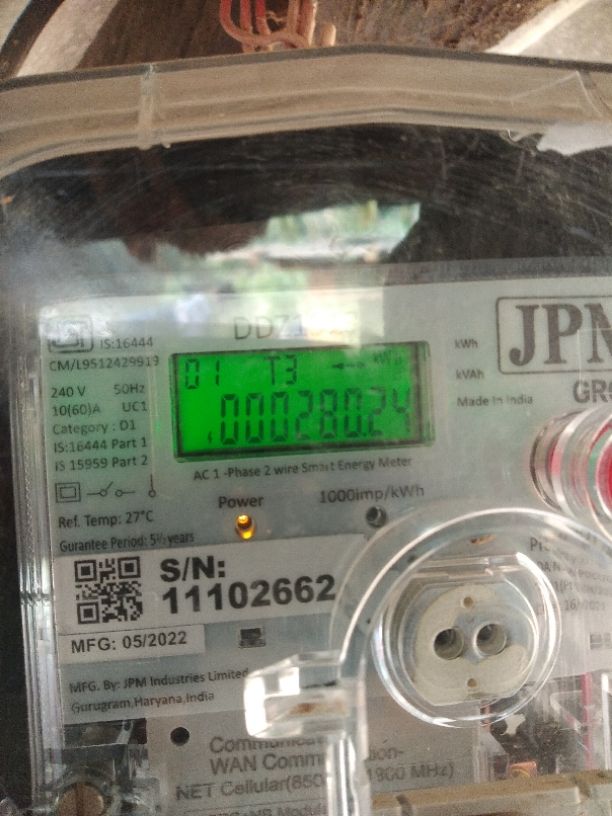 IS:16444
CM/L9512429919
240 V 50Hz
10(60)A UC1
Category : D1
IS:16444 Part 1
IS 15959 Part 2
01 T3
000280.24
kWh
kVAh
Made In India
JPM
AC 1 -Phase 2 wire Smart Energy Meter
Power
1000imp/kWh
Ref. Temp: 27°C
Gurantee Period: 5½ years
S/N:
11102662
MFG: 05/2022
MFG. By: JPM Industries Limited
Gurugram,Haryana,India
WAN Communication-
NET Cellular(
1900 MHz)